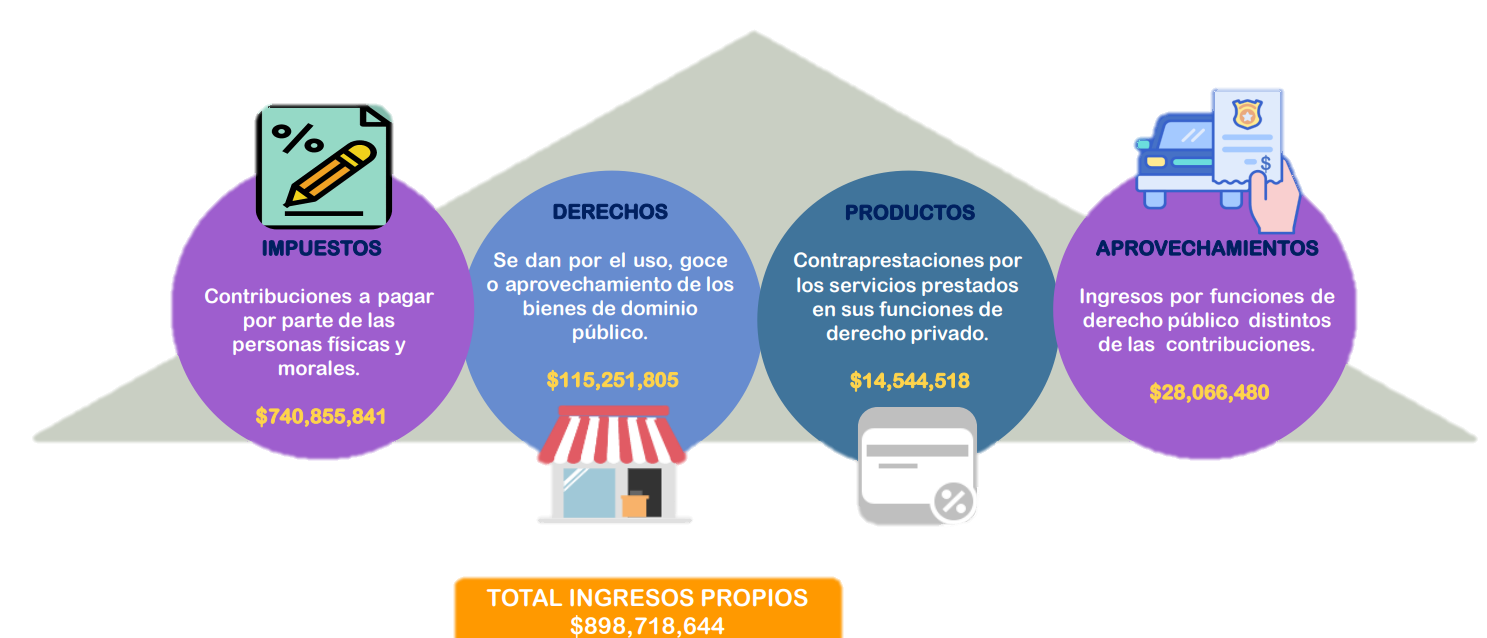 %
IMPUESTOS
Contribuciones a pagar
por parte de las
personas físicas y
morales.
$740,855,841
DERECHOS
Se dan por el uso, goce
o aprovechamiento de los
bienes de dominio
público.
$115,251,805
PRODUCTOS
Contraprestaciones por
los servicios prestados
en sus funciones de
derecho privado.
$14,544,518
%
$
APROVECHAMIENTOS
Ingresos por funciones de
derecho público distintos
de las contribuciones.
$28,066,480
TOTAL INGRESOS PROPIOS
$898,718,644